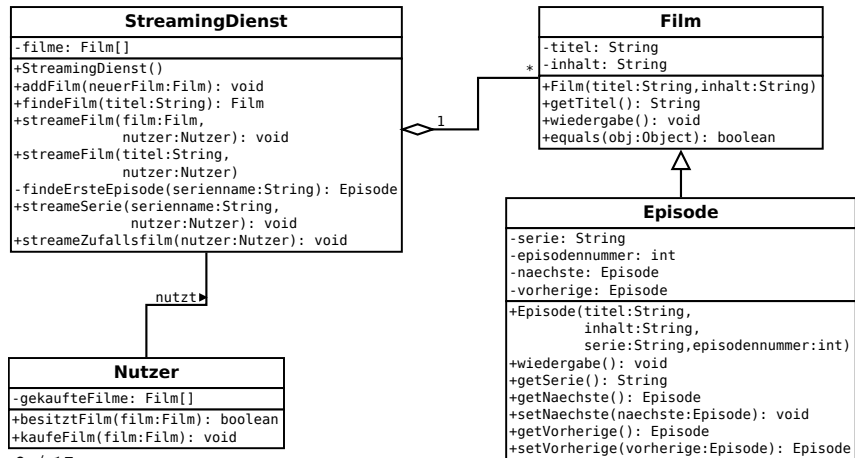 StreamingDienst
-filme: Film[]
+StreamingDienst()
+addFilm(neuerFilm:Film): void
+findeFilm(titel:String): Film
+streameFilm(film:Film,
nutzer:Nutzer): void
+streameFilm(titel:String,
nutzer:Nutzer)
-findeErsteEpisode(serienname:String): Episode
+streameSerie(serienname:String,
nutzer:Nutzer): void
+streameZufallsfilm(nutzer:Nutzer): void
1
*
Film
-titel: String
-inhalt: String
+Film(titel:String,inhalt:String)
+getTitel(): String
+wiedergabe(): void
+equals(obj:Object): boolean
nutzt
Nutzer
-gekaufteFilme: Film[]
+besitztFilm(film:Film): boolean
+kaufeFilm(film:Film): void
Episode
-serie: String
-episodennummer: int
-naechste: Episode
-vorherige: Episode
+Episode(titel:String,
inhalt:String,
serie:String,episodennummer:int)
+wiedergabe(): void
+getSerie(): String
+getNaechste(): Episode
+setNaechste(naechste:Episode): void
+getVorherige(): Episode
+setVorherige(vorherige:Episode): Episode